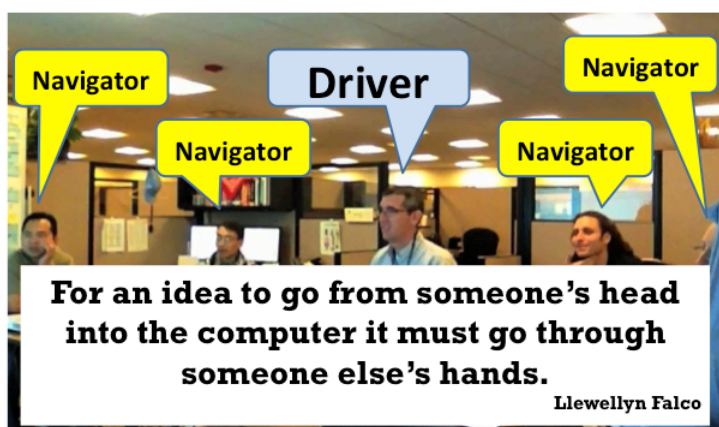 Navigator
Driver
Navigator
Navigator
Navigator
For an idea to go from someone's head
into the computer it must go through
someone else's hands.
Llewellyn Falco